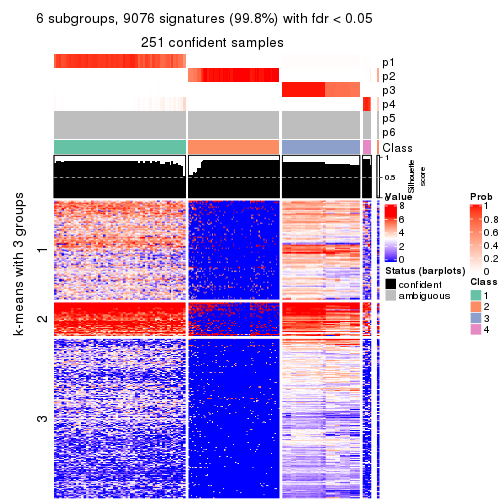 6 subgroups, 9076 signatures (99.8%) with fdr < 0.05
251 confident samples
p1
p2
p3
p4
p5
p6
Class
1
0.5
0
Silhouette
score
k-means with 3 groups
1
2
3
Value
8
6
4
2
0
Status (barplots)
confident
ambiguous
Prob
1
0.8
0.6
0.4
0.2
0
Class
1
2
3
4